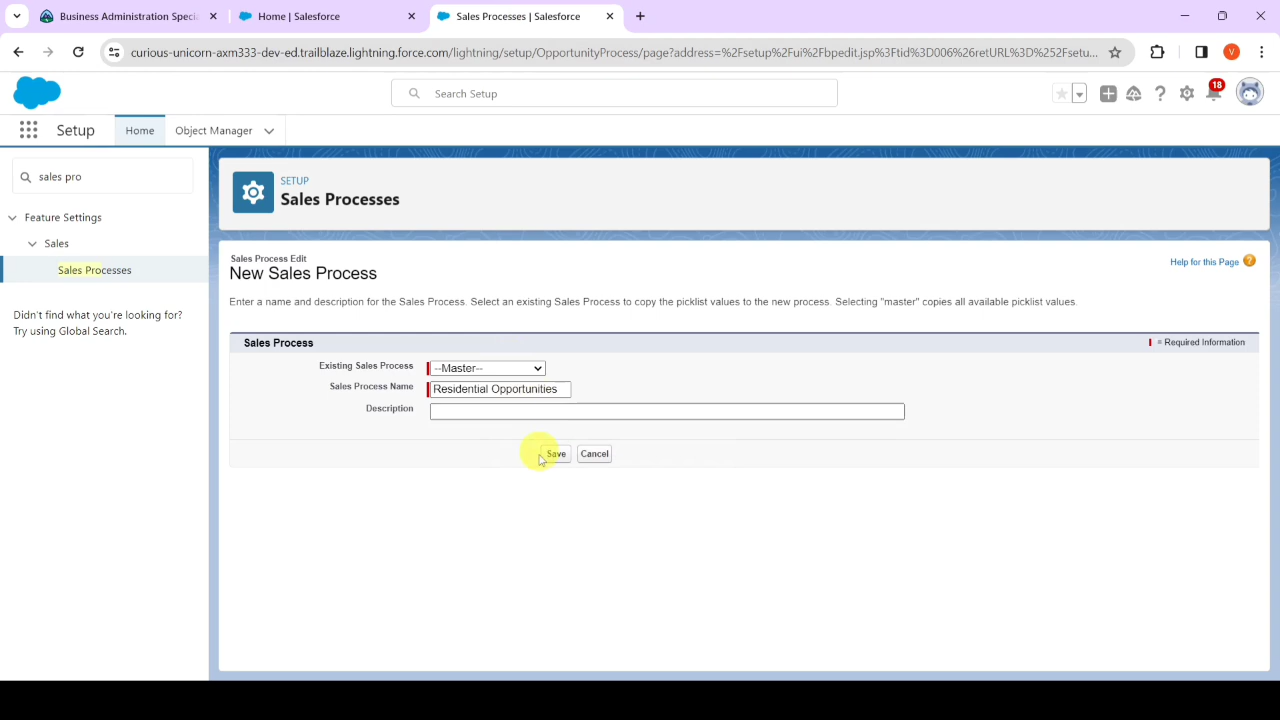 Business Administration Speci
Home | Salesforce
Sales Processes | Salesforce
curious-unicorn-axm333-dev-ed.trailblaze.lightning.force.com/lightning/setup/OpportunityProcess/page?address=%2Fsetup%2Fui%2Fbpedit.jsp%3Ftid%3D006%26retURL%3D%252Fsetu...
V
Search Setup
18
Setup
Home
Object Manager
sales pro
Feature Settings
Sales
Sales Processes
Didn't find what you're looking for?
Try using Global Search.
SETUP
Sales Processes
Sales Process Edit
New Sales Process
Help for this Page
Enter a name and description for the Sales Process. Select an existing Sales Process to copy the picklist values to the new process. Selecting "master" copies all available picklist values.
Sales Process
= Required Information
Existing Sales Process
--Master--
Sales Process Name
Residential Opportunities
Description
Save
Cancel